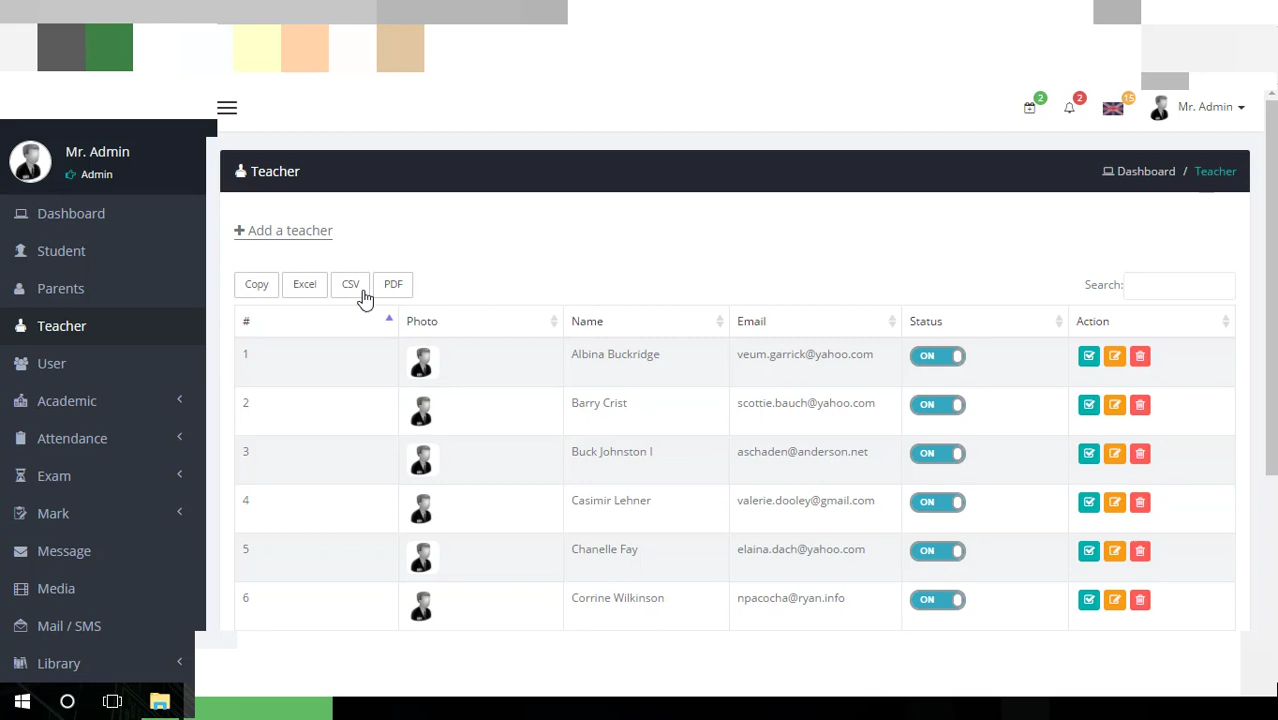 2
2
15
Mr. Admin
Mr. Admin
Admin
Teacher
Dashboard / Teacher
Dashboard
Student
Parents
Teacher
User
Academic
Attendance
Exam
Mark
Message
Media
Mail / SMS
Library
Add a teacher
Copy Excel CSV PDF Search:
# Photo Name Email Status Action
1 Albina Buckridge veum.garrick@yahoo.com ON
2 Barry Crist scottie.bauch@yahoo.com ON
3 Buck Johnston I aschaden@anderson.net ON
4 Casimir Lehner valerie.dooley@gmail.com ON
5 Chanelle Fay elaina.dach@yahoo.com ON
6 Corrine Wilkinson npacocha@ryan.info ON